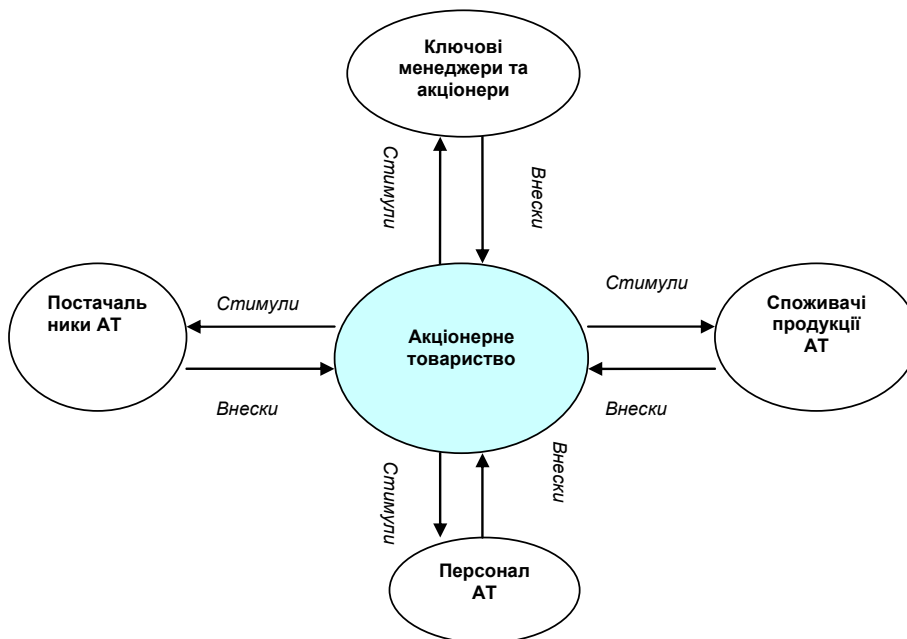 Ключові
менеджери та
акціонери
Стимули
Внески
Постачаль
ники АТ
Стимули
Внески
Акціонерне
товариство
Стимули
Внески
Споживачі
продукції
АТ
Стимули
Внески
Персонал
АТ